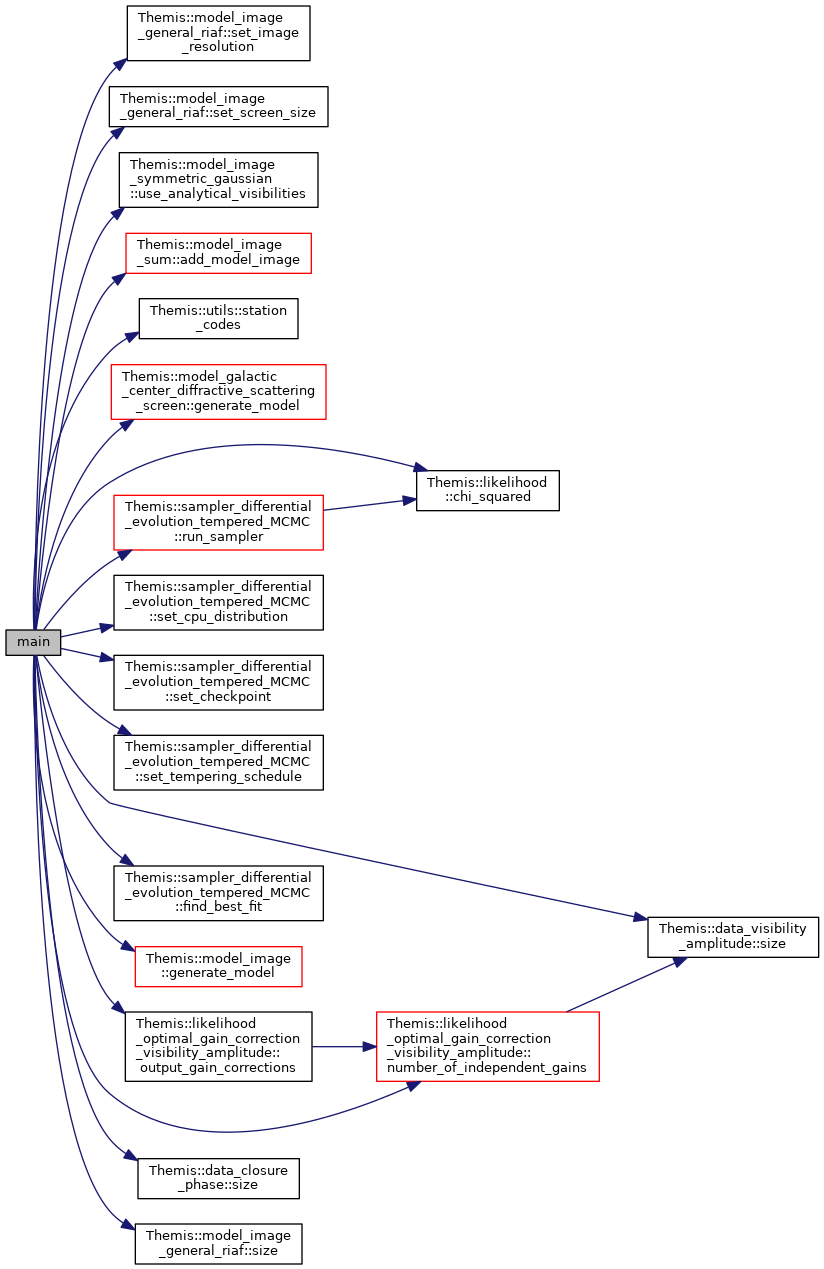 Themis::model_image
_general_riaf::set_image
_resolution
Themis::model_image
_general_riaf::set_screen_size
Themis::model_image
_symmetric_gaussian
::use_analytical_visibilities
Themis::model_image
_sum::add_model_image
Themis::utils::station
_codes
Themis::model_galactic
_center_diffractive_scattering
_screen::generate_model
Themis::likelihood
::chi_squared
Themis::sampler_differential
_evolution_tempered_MCMC
::run_sampler
Themis::sampler_differential
_evolution_tempered_MCMC
::set_cpu_distribution
main
Themis::sampler_differential
_evolution_tempered_MCMC
::set_checkpoint
Themis::sampler_differential
_evolution_tempered_MCMC
::set_tempering_schedule
Themis::sampler_differential
_evolution_tempered_MCMC
::find_best_fit
Themis::data_visibility
_amplitude::size
Themis::model_image
::generate_model
Themis::likelihood
_optimal_gain_correction
_visibility_amplitude::
output_gain_corrections
Themis::likelihood
_optimal_gain_correction
_visibility_amplitude::
number_of_independent_gains
Themis::data_closure
_phase::size
Themis::model_image
_general_riaf::size